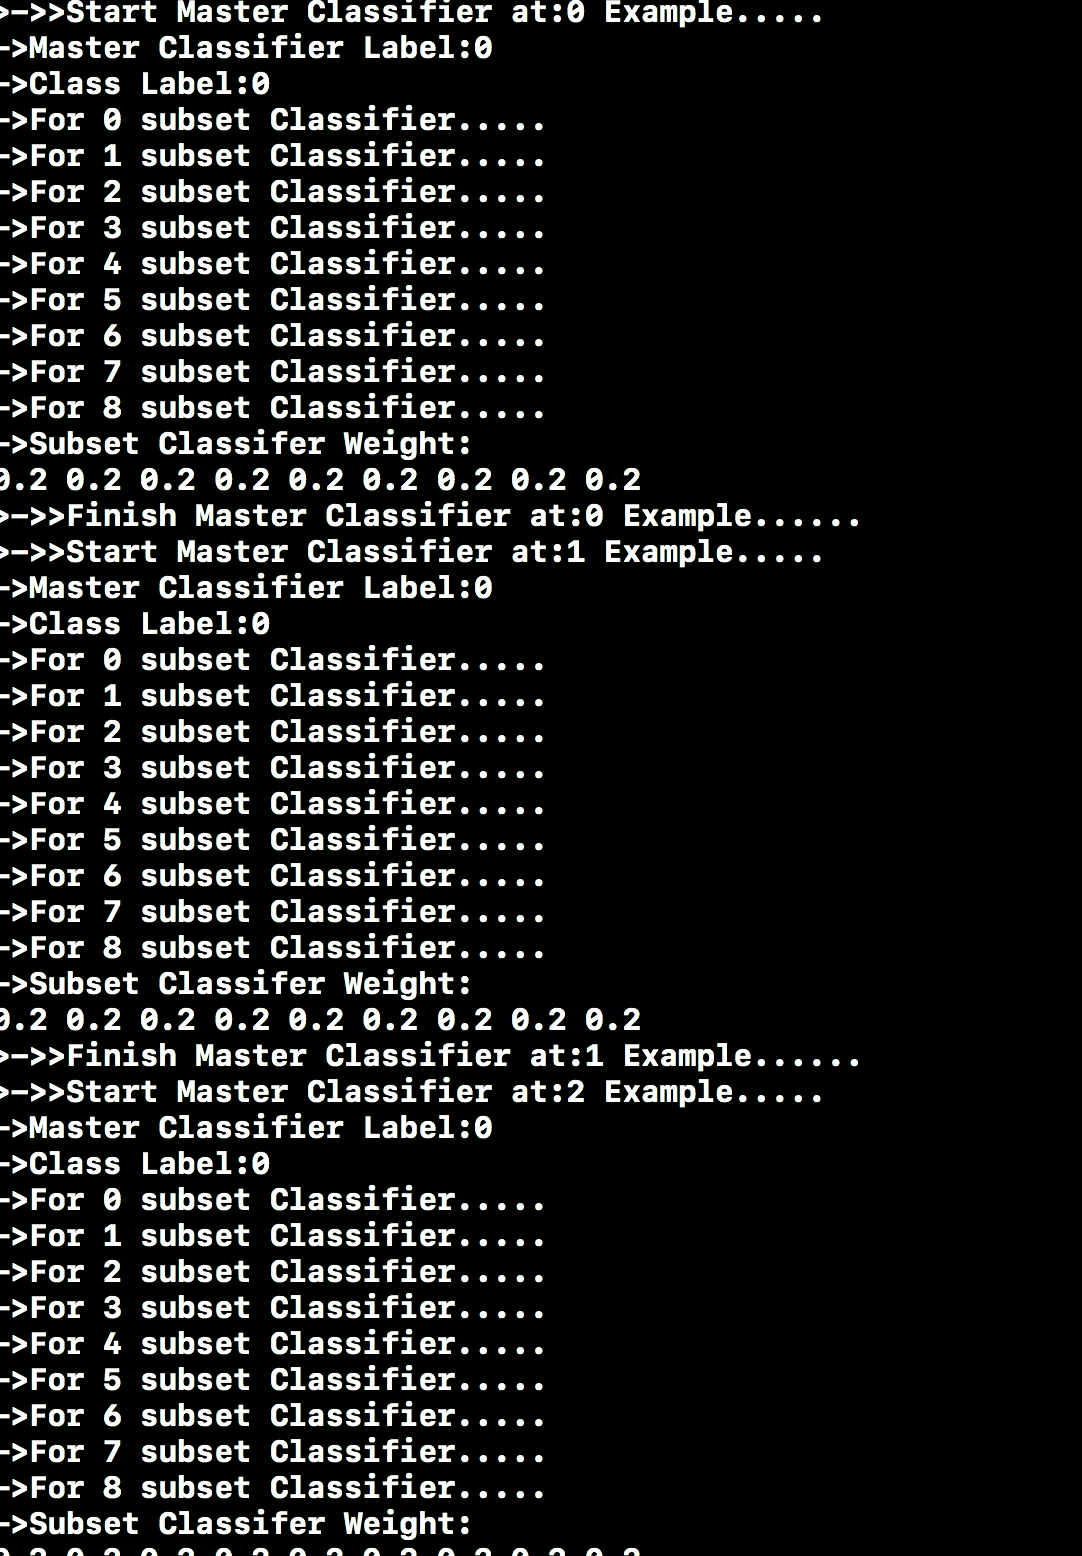 >->>Start Master Classifier at:0 Example.....
->Master Classifier Label:0
->Class Label:0
->For 0 subset Classifier.....
->For 1 subset Classifier.....
->For 2 subset Classifier.....
->For 3 subset Classifier.....
->For 4 subset Classifier.....
->For 5 subset Classifier.....
->For 6 subset Classifier.....
->For 7 subset Classifier.....
->For 8 subset Classifier.....
->Subset Classifer Weight:
0.2 0.2 0.2 0.2 0.2 0.2 0.2 0.2 0.2
>->>Finish Master Classifier at:0 Example......
>->>Start Master Classifier at:1 Example.....
->Master Classifier Label:0
->Class Label:0
->For 0 subset Classifier.....
->For 1 subset Classifier.....
->For 2 subset Classifier.....
->For 3 subset Classifier.....
->For 4 subset Classifier.....
->For 5 subset Classifier.....
->For 6 subset Classifier.....
->For 7 subset Classifier.....
->For 8 subset Classifier.....
->Subset Classifer Weight:
0.2 0.2 0.2 0.2 0.2 0.2 0.2 0.2 0.2
>->>Finish Master Classifier at:1 Example......
>->>Start Master Classifier at:2 Example.....
->Master Classifier Label:0
->Class Label:0
->For 0 subset Classifier.....
->For 1 subset Classifier.....
->For 2 subset Classifier.....
->For 3 subset Classifier.....
->For 4 subset Classifier.....
->For 5 subset Classifier.....
->For 6 subset Classifier.....
->For 7 subset Classifier.....
->For 8 subset Classifier.....
->Subset Classifer Weight: